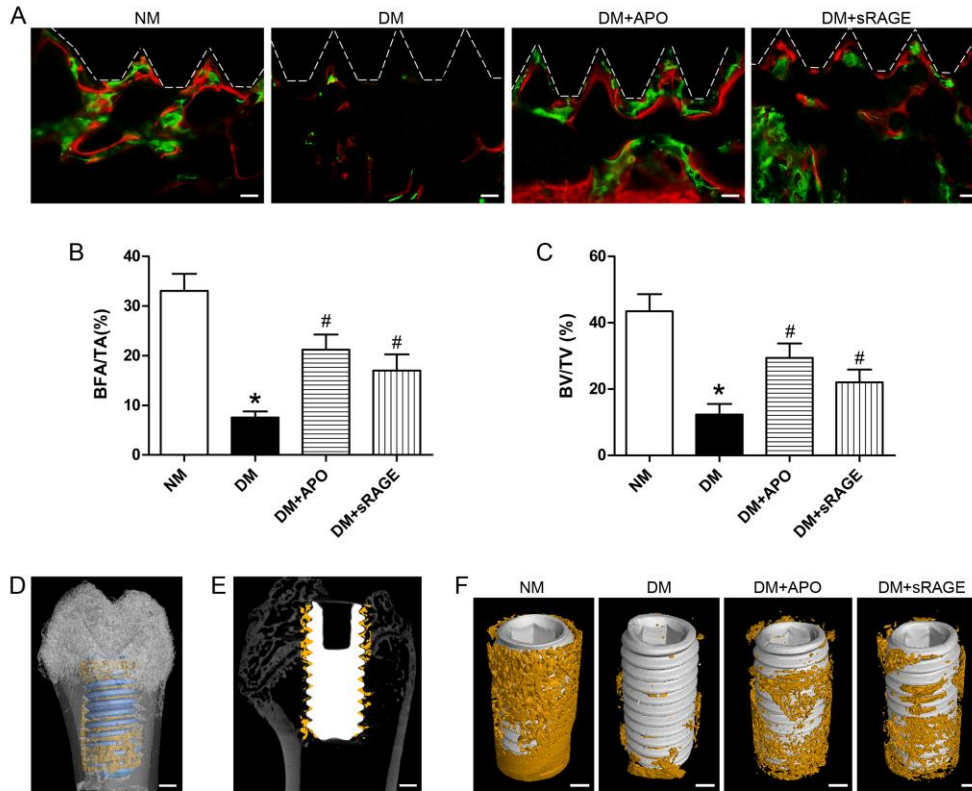 A
NM
DM
DM+APO
DM+sRAGE
B
BFA/TA(%)
40
30
20
10
0
*
#
#
NM
DM
DM+APO
DM+sRAGE
C
BV/TV (%)
60
40
20
0
*
#
#
NM
DM
DM+APO
DM+sRAGE
D
E
F
NM
DM
DM+APO
DM+sRAGE